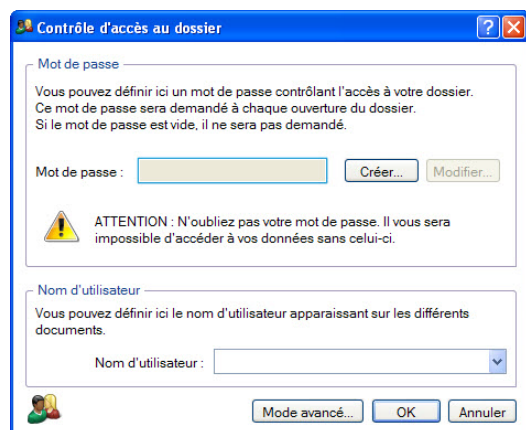 Contrôle d'accès au dossier
Mot de passe
Vous pouvez définir ici un mot de passe contrôlant l'accès à votre dossier.
Ce mot de passe sera demandé à chaque ouverture du dossier.
Si le mot de passe est vide, il ne sera pas demandé.
Mot de passe : Créer... Modifier...
ATTENTION : N'oubliez pas votre mot de passe. Il vous sera
impossible d'accéder à vos données sans celui-ci.
Nom d'utilisateur
Vous pouvez définir ici le nom d'utilisateur apparaissant sur les différents
documents.
Nom d'utilisateur :
Mode avancé... OK Annuler